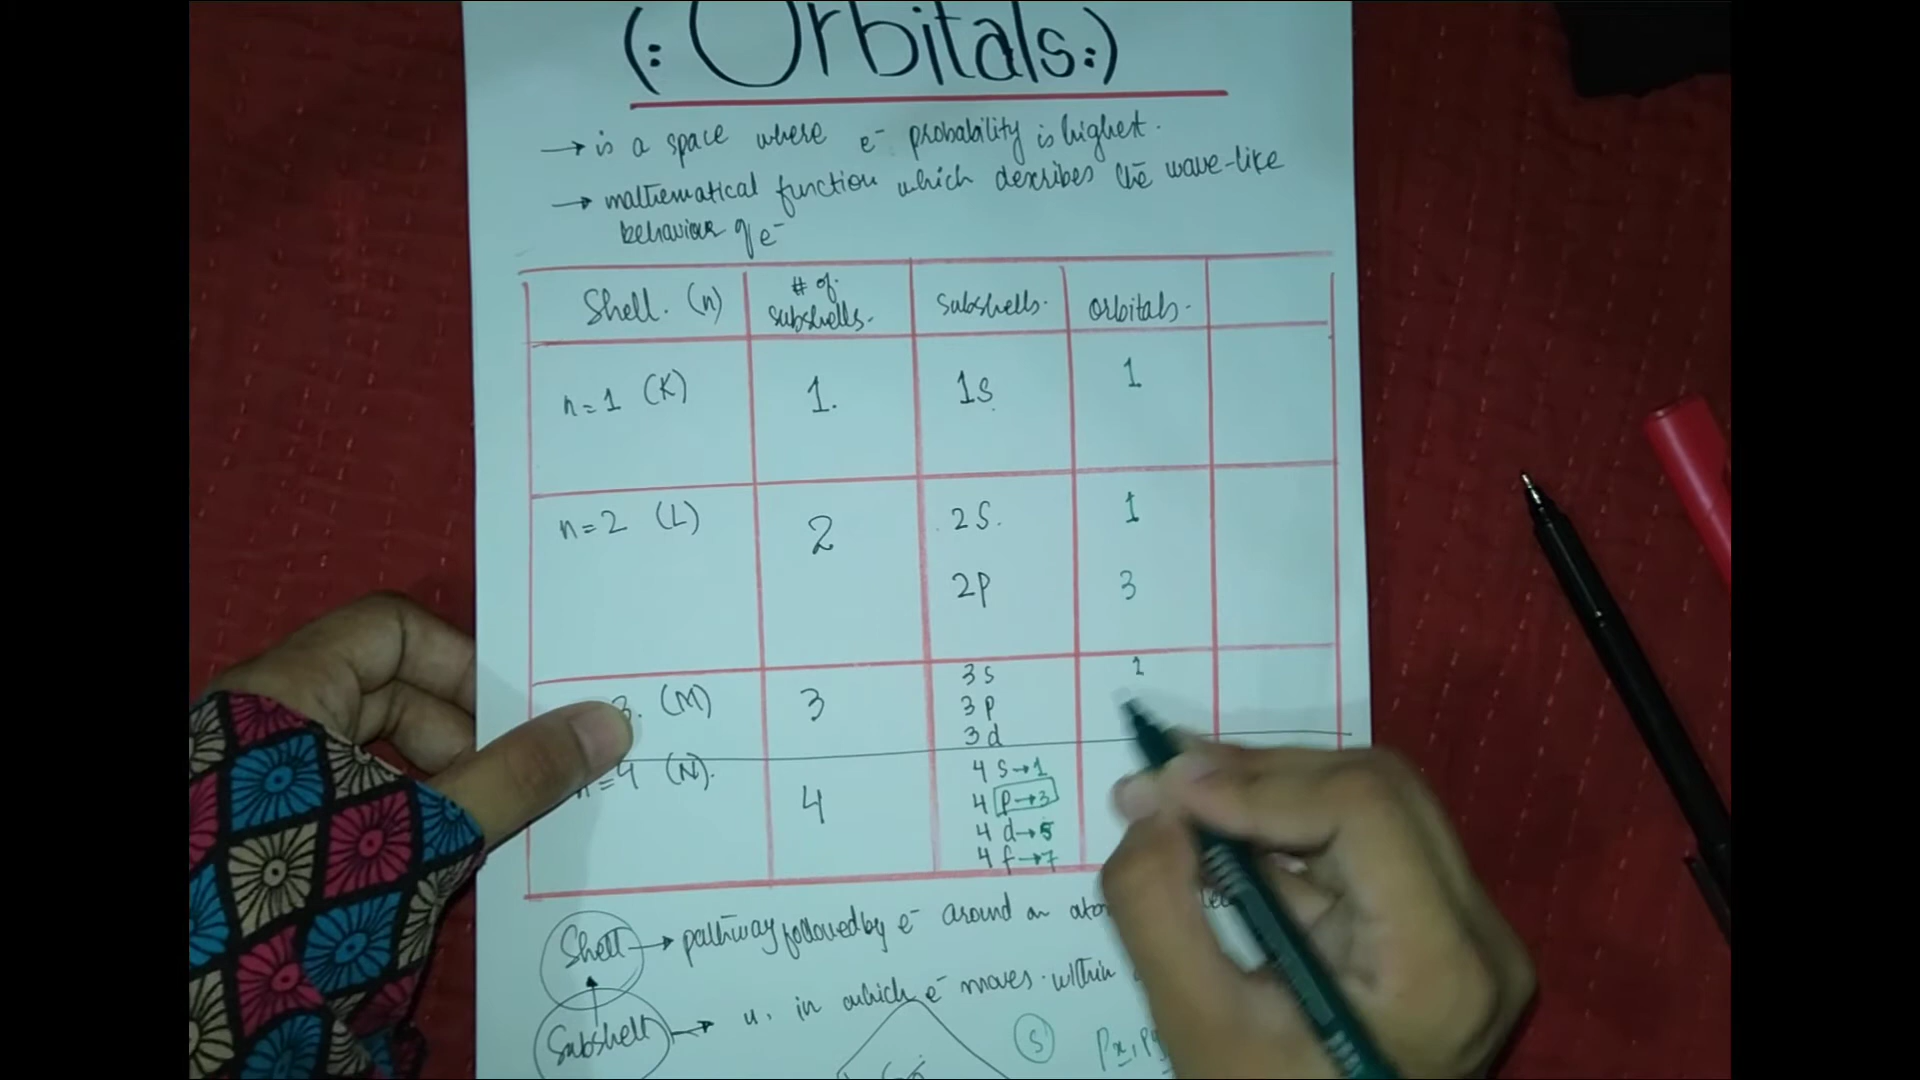 (: Orbitals :)
→ is a space where e⁻ probability is highest.
→ mathematical function which describes the wave-like
behaviour of e⁻
Shell. (n) # of subshells. Subshells. orbitals.
n=1 (K) 1. 1s 1
n=2 (L) 2 2s. 1
2p 3
3. (M) 3 3s 1
3p
3d
n=4 (N). 4 4s→1
4p→3
4d→5
4f→7
Shell → pathway followed by e⁻ around an
Subshell → in which e⁻ moves. within
S